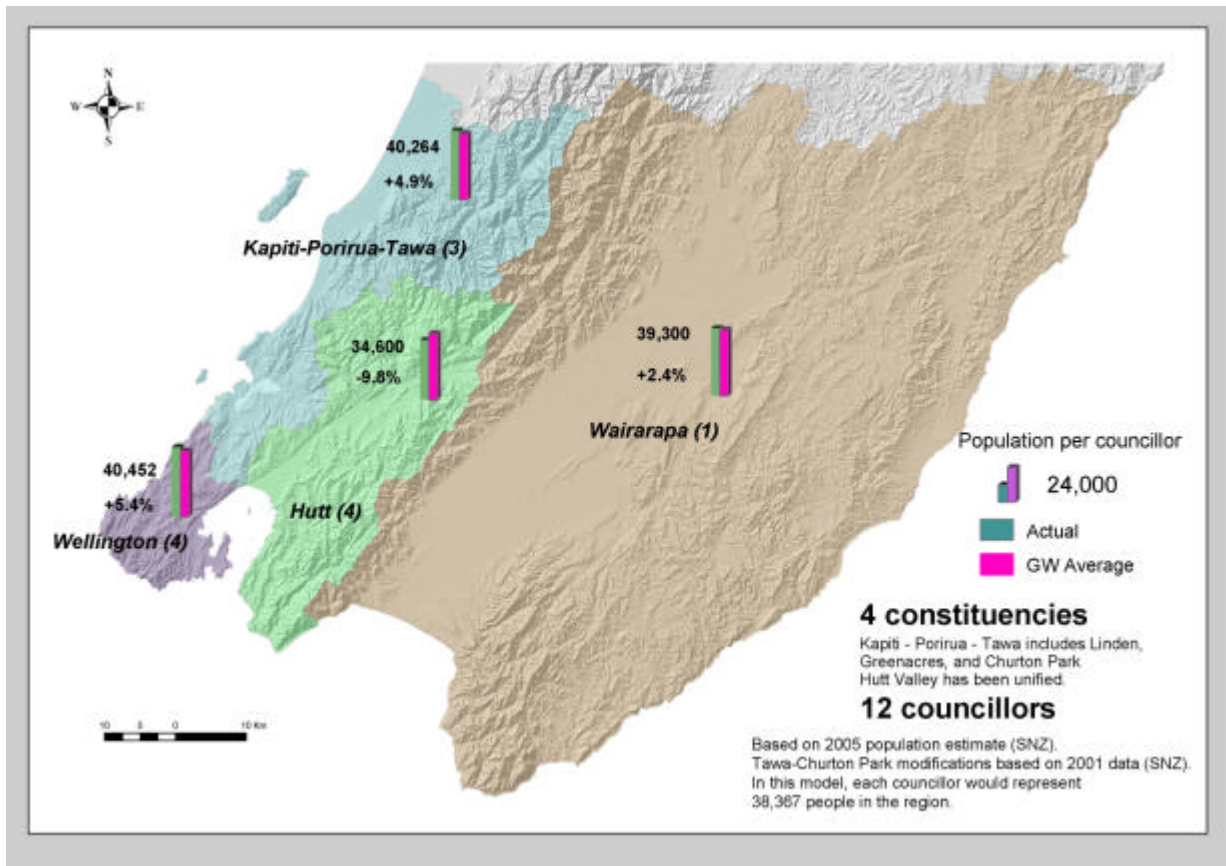 N
W E
S
40,264
+4.9%
Kapiti-Porirua-Tawa (3)
34,600
-9.8%
39,300
+2.4%
Wairarapa (1)
40,452
+5.4%
Hutt (4)
Wellington (4)
Population per councillor
24,000
Actual
GW Average
4 constituencies
Kapiti - Porirua - Tawa includes Linden,
Greenacres, and Churton Park
Hutt Valley has been unified.
12 councillors
Based on 2005 population estimate (SNZ).
Tawa-Churton Park modifications based on 2001 data (SNZ).
In this model, each councillor would represent
38,367 people in the region.
10 5 0 10 Km